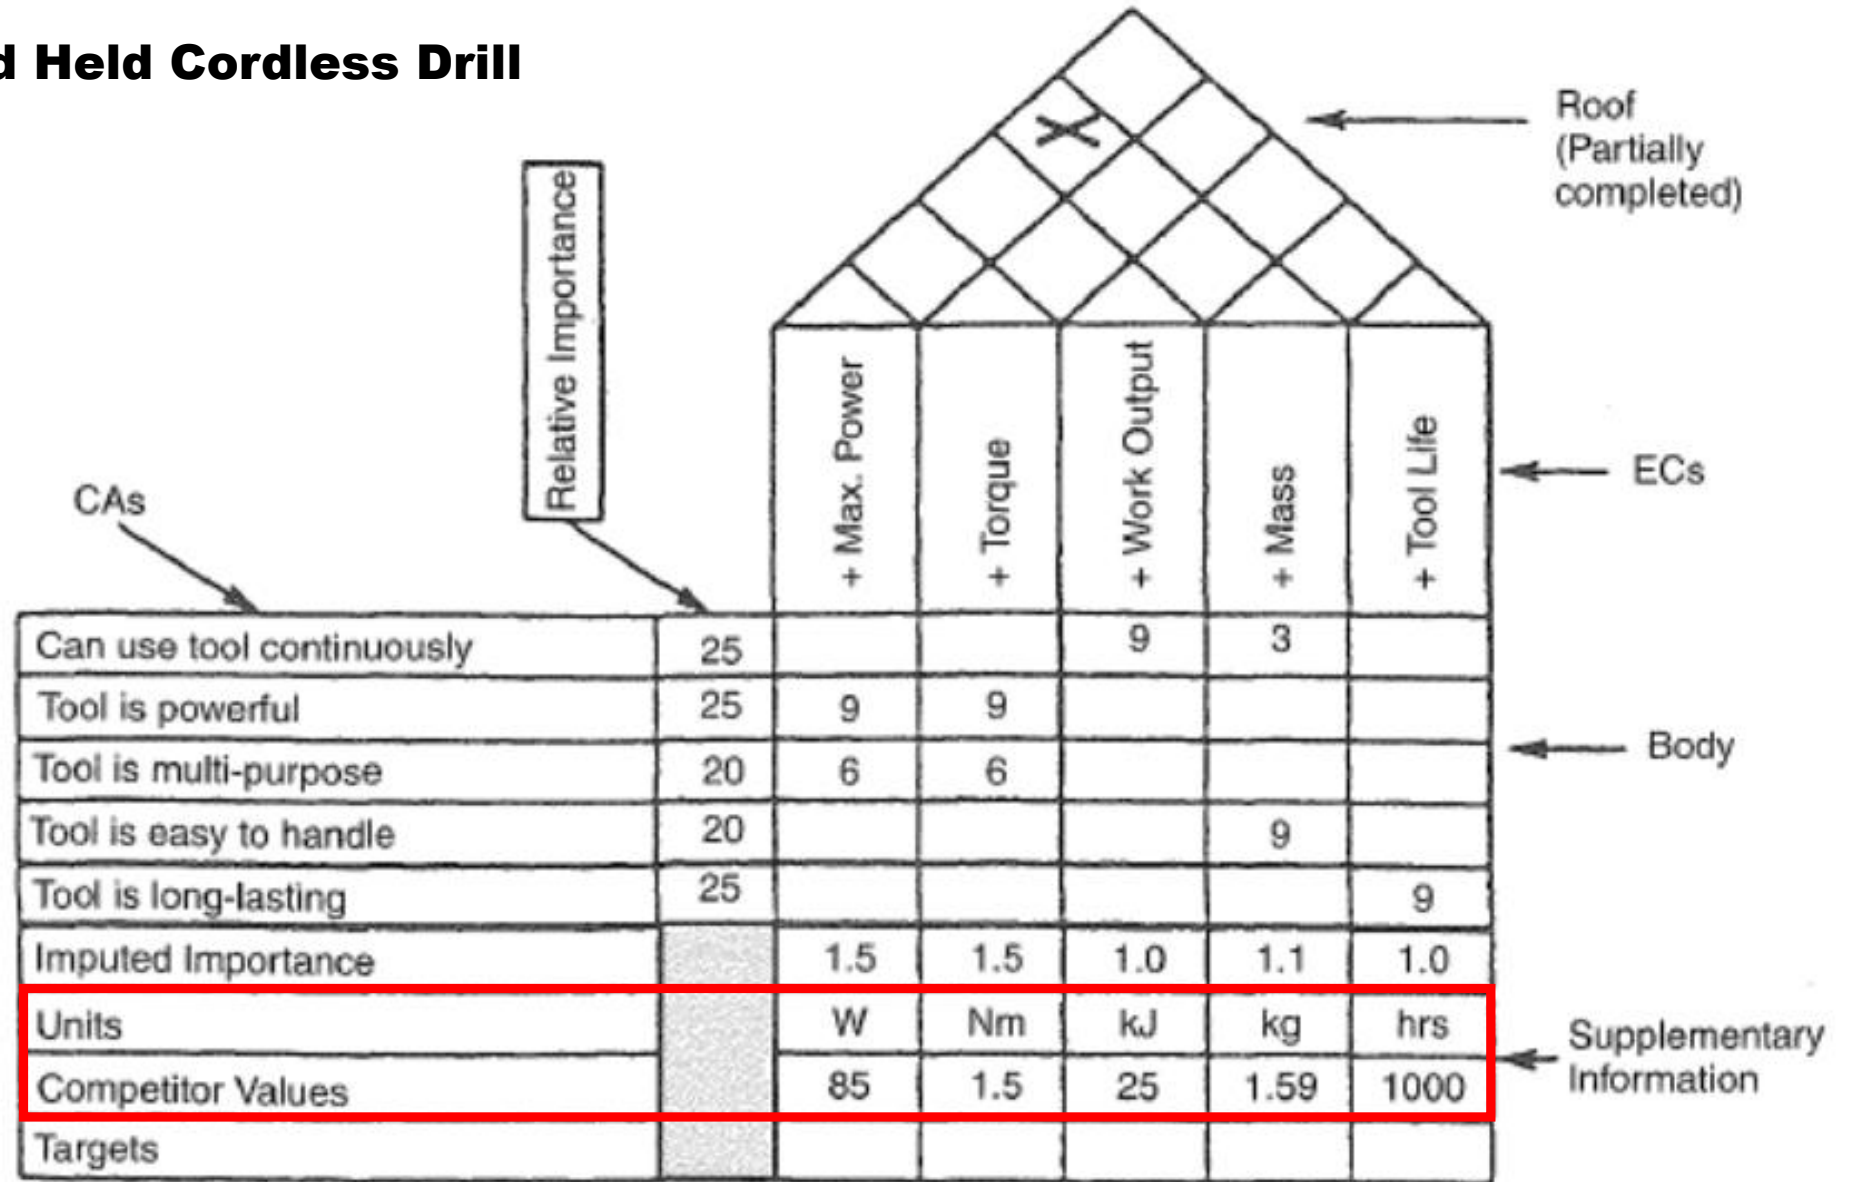 d Held Cordless Drill
Roof
(Partially
completed)
Relative Importance
CAs
+ Max. Power
+ Torque
+ Work Output
+ Mass
+ Tool Life
ECs
Can use tool continuously 25 9 3
Tool is powerful 25 9 9
Tool is multi-purpose 20 6 6
Body
Tool is easy to handle 20 9
Tool is long-lasting 25 9
Imputed Importance 1.5 1.5 1.0 1.1 1.0
Units W Nm kJ kg hrs
Competitor Values 85 1.5 25 1.59 1000
Supplementary
Information
Targets